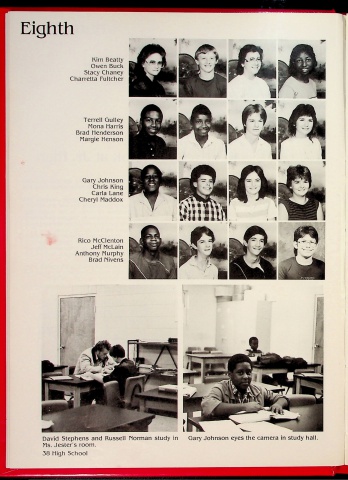 Eighth
Kim Beatty
Owen Buck
Stacy Chaney
Charretta Fultcher
Terrell Gulley
Mona Harris
Brad Henderson
Margie Henson
Gary Johnson
Chris King
Carla Lane
Cheryl Maddox
Rico McClenton
Jeff McLain
Anthony Murphy
Brad Nivens
David Stephens and Russell Norman study in
Ms. Jester's room.
Gary Johnson eyes the camera in study hall.
38 High School